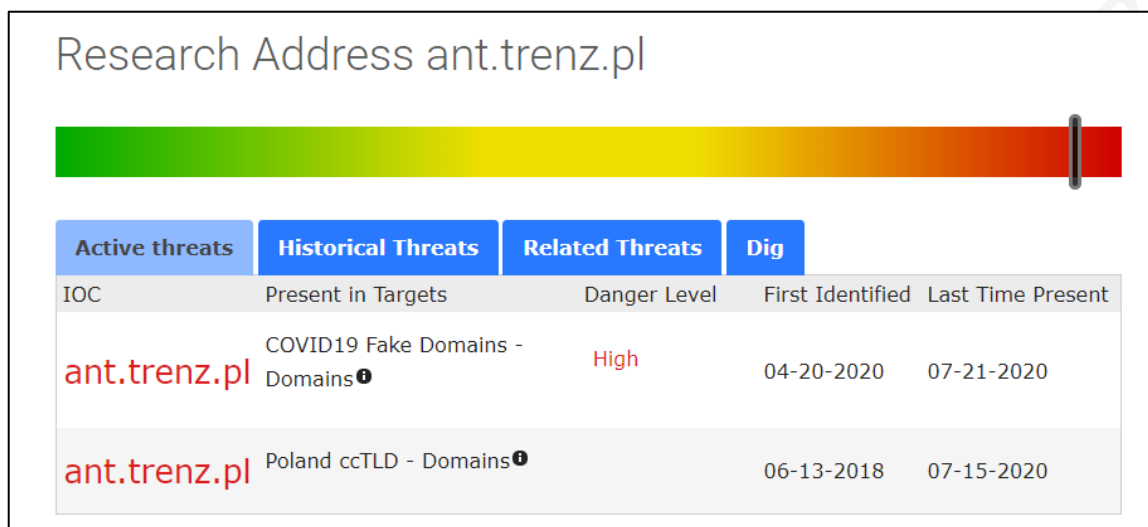 Research Address ant.trenz.pl
Active threats Historical Threats Related Threats Dig
IOC Present in Targets Danger Level First Identified Last Time Present
ant.trenz.pl COVID19 Fake Domains - Domains High 04-20-2020 07-21-2020
ant.trenz.pl Poland ccTLD - Domains 06-13-2018 07-15-2020